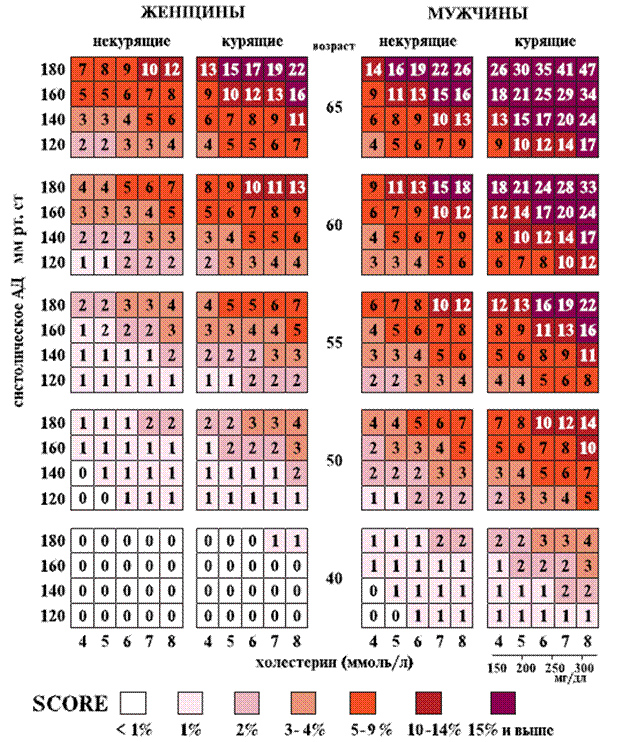 ЖЕНЩИНЫ МУЖЧИНЫ
некурящие курящие возраст некурящие курящие
180 7 8 9 10 12 13 15 17 19 22 14 16 19 22 26 26 30 35 41 47
160 5 5 6 7 8 9 10 12 13 16 9 11 13 15 16 18 21 25 29 34
65
140 3 3 4 5 6 6 7 8 9 11 6 8 9 10 13 13 15 17 20 24
120 2 2 3 3 4 4 5 5 6 7 4 5 6 7 9 9 10 12 14 17
180 4 4 5 6 7 8 9 10 11 13 9 11 13 15 18 18 21 24 28 33
160 3 3 3 4 5 5 6 7 8 9 6 7 9 10 12 12 14 17 20 24
60
140 2 2 2 3 3 3 4 5 5 6 4 5 6 7 9 8 10 12 14 17
120 1 1 2 2 2 2 3 3 4 4 3 3 4 5 6 6 7 8 10 12
180 2 2 3 3 4 4 5 5 6 7 6 7 8 10 12 12 13 16 19 22
160 1 2 2 2 3 3 3 4 4 5 4 5 6 7 8 8 9 11 13 16
55
140 1 1 1 1 2 2 2 2 3 3 3 3 4 5 6 5 6 8 9 11
120 1 1 1 1 1 1 1 2 2 2 2 2 3 3 4 4 5 5 6 8
180 1 1 1 2 2 2 2 3 3 4 4 4 5 6 7 7 8 10 12 14
160 1 1 1 1 1 1 2 2 2 3 2 3 3 4 5 5 6 7 8 10
50
140 0 1 1 1 1 1 1 1 1 2 2 2 2 3 3 3 4 5 6 7
120 0 0 1 1 1 1 1 1 1 1 1 1 2 2 2 2 3 3 4 5
180 0 0 0 0 0 0 0 0 1 1 1 1 1 2 2 2 2 3 3 4
160 0 0 0 0 0 0 0 0 0 0 1 1 1 1 1 1 2 2 2 3
40
140 0 0 0 0 0 0 0 0 0 0 0 1 1 1 1 1 1 1 2 2
120 0 0 0 0 0 0 0 0 0 0 0 0 1 1 1 1 1 1 1 1
4 5 6 7 8 4 5 6 7 8 4 5 6 7 8 4 5 6 7 8
систолическое АД мм рт. ст
холестерин (ммоль/л)
150 200 250 300
мг/дл
SCORE
< 1% 1% 2% 3- 4% 5-9 % 10-14% 15% и выше